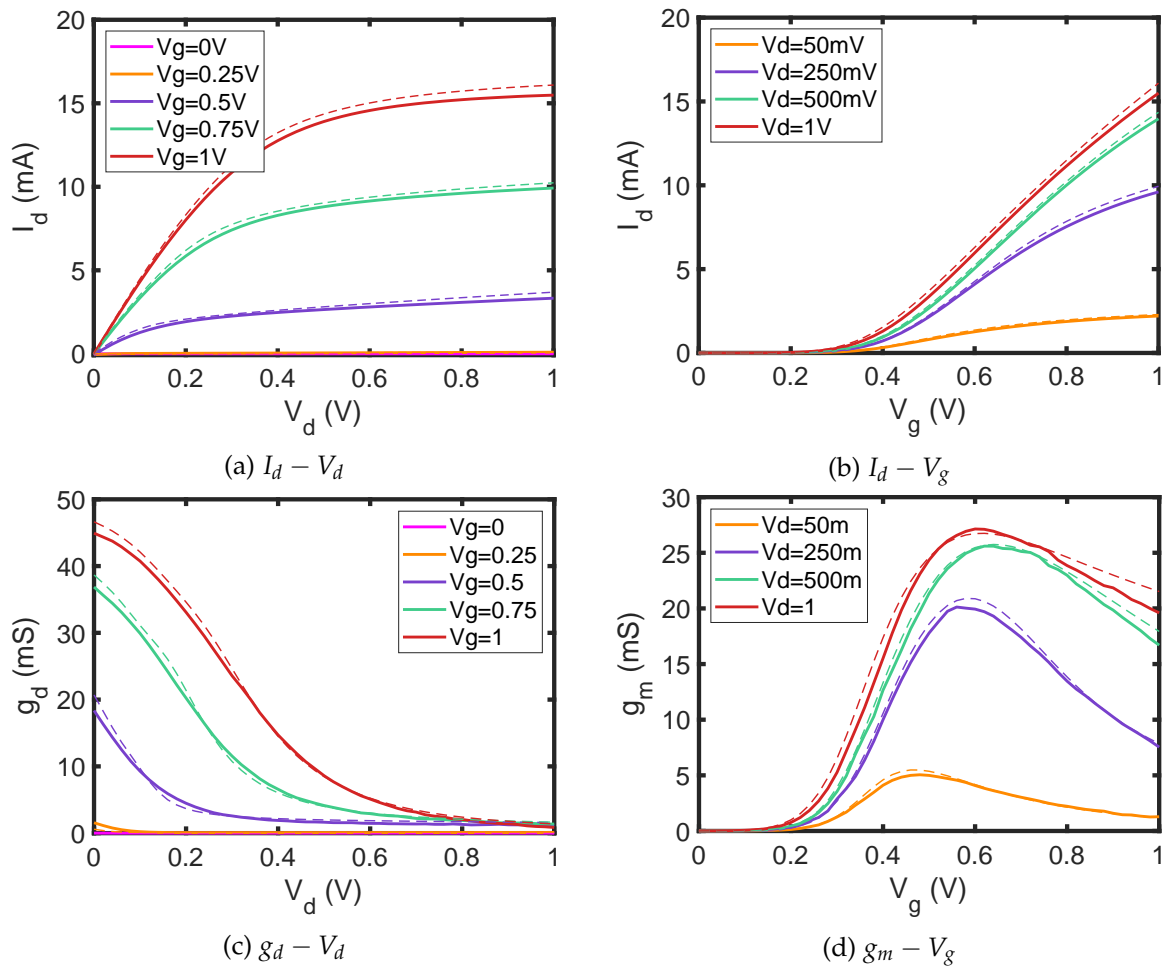 20
15
10
5
0
I_d (mA)
Vg=0V
Vg=0.25V
Vg=0.5V
Vg=0.75V
Vg=1V
0 0.2 0.4 0.6 0.8 1
V_d (V)
(a) I_d − V_d
20
15
10
5
0
I_d (mA)
Vd=50mV
Vd=250mV
Vd=500mV
Vd=1V
0 0.2 0.4 0.6 0.8 1
V_g (V)
(b) I_d − V_g
50
40
30
20
10
0
g_d (mS)
Vg=0
Vg=0.25
Vg=0.5
Vg=0.75
Vg=1
0 0.2 0.4 0.6 0.8 1
V_d (V)
(c) g_d − V_d
30
25
20
15
10
5
0
g_m (mS)
Vd=50m
Vd=250m
Vd=500m
Vd=1
0 0.2 0.4 0.6 0.8 1
V_g (V)
(d) g_m − V_g